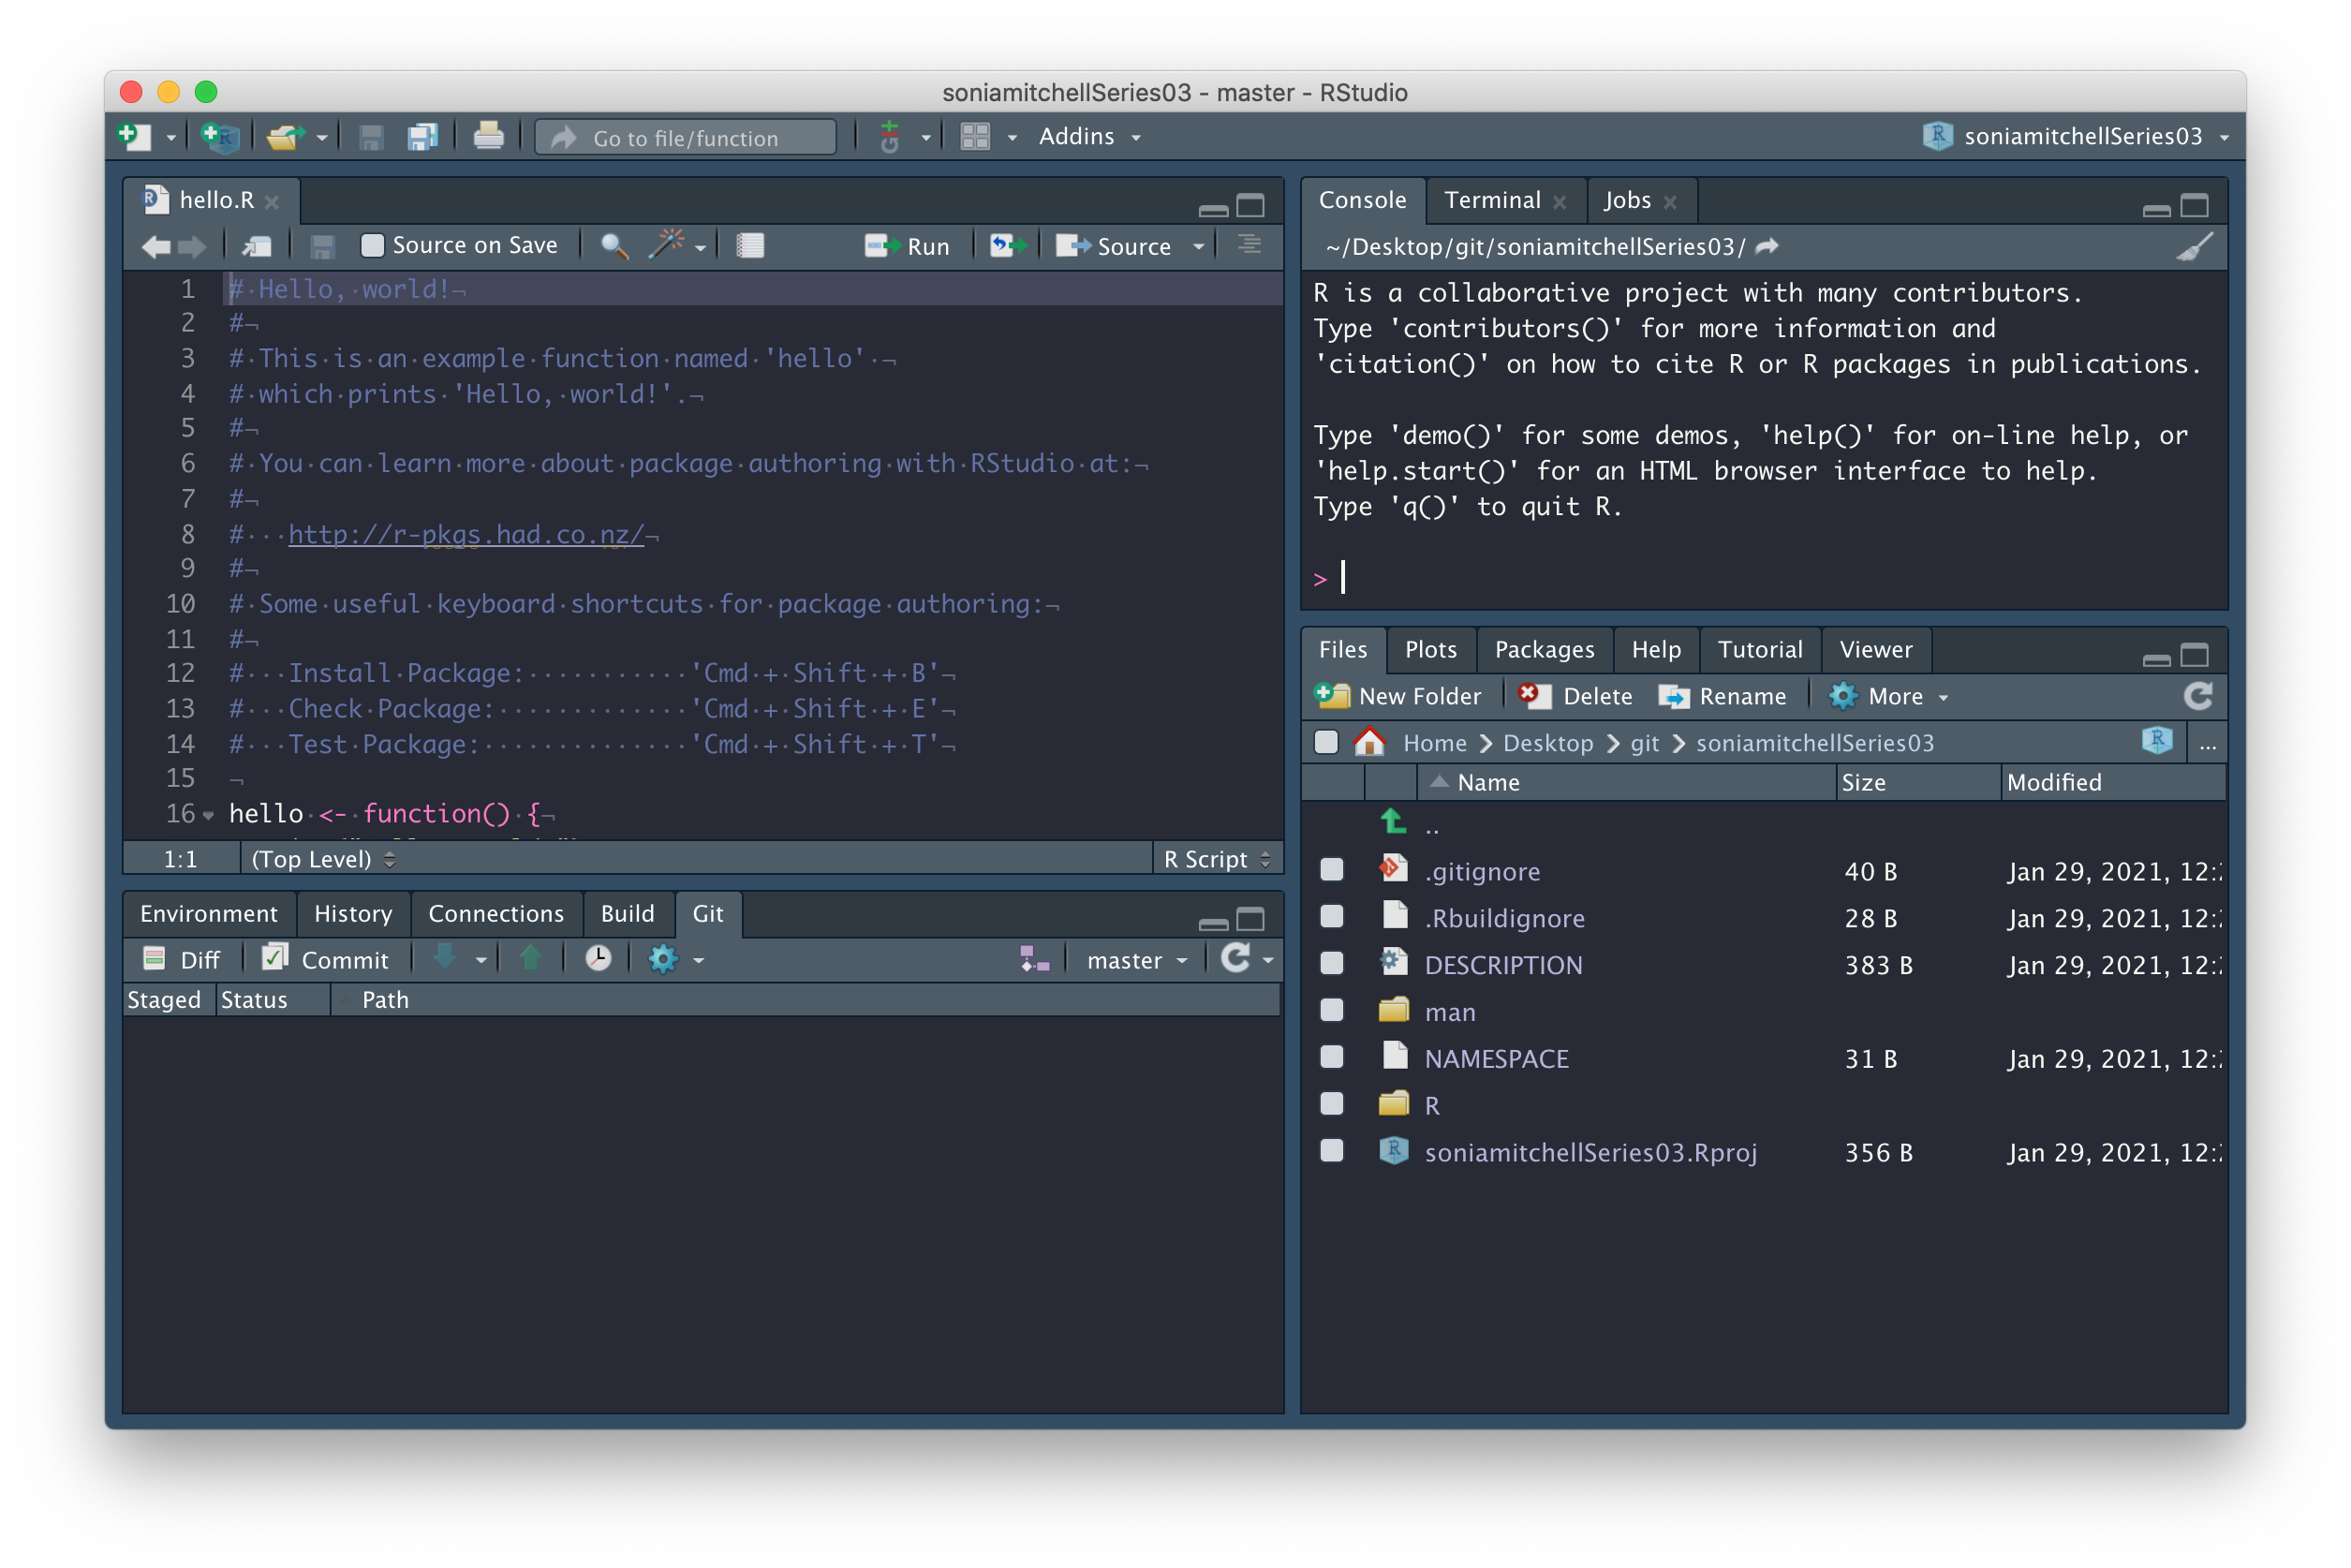 soniamitchellSeries03 - master - RStudio
Go to file/function
Addins
soniamitchellSeries03
hello.R
Source on Save
Run
Source
1 # Hello, world!
2 #
3 # This is an example function named 'hello'
4 # which prints 'Hello, world!'.
5 #
6 # You can learn more about package authoring with RStudio at:
7 #
8 #   http://r-pkgs.had.co.nz/
9 #
10 # Some useful keyboard shortcuts for package authoring:
11 #
12 #   Install Package:           'Cmd + Shift + B'
13 #   Check Package:             'Cmd + Shift + E'
14 #   Test Package:              'Cmd + Shift + T'
15
16 hello <- function() {
1:1 (Top Level) R Script
Environment History Connections Build Git
Diff Commit master
Staged Status Path
Console Terminal Jobs
~/Desktop/git/soniamitchellSeries03/
R is a collaborative project with many contributors.
Type 'contributors()' for more information and
'citation()' on how to cite R or R packages in publications.
Type 'demo()' for some demos, 'help()' for on-line help, or
'help.start()' for an HTML browser interface to help.
Type 'q()' to quit R.
>
Files Plots Packages Help Tutorial Viewer
New Folder Delete Rename More
Home Desktop git soniamitchellSeries03 ...
Name Size Modified
..
.gitignore 40 B Jan 29, 2021, 12:
.Rbuildignore 28 B Jan 29, 2021, 12:
DESCRIPTION 383 B Jan 29, 2021, 12:
man
NAMESPACE 31 B Jan 29, 2021, 12:
R
soniamitchellSeries03.Rproj 356 B Jan 29, 2021, 12: